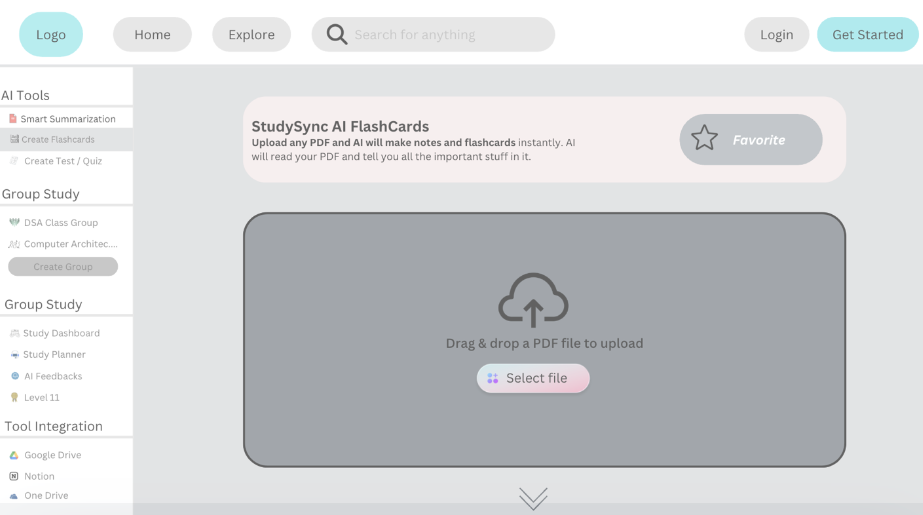 Logo
Home
Explore
Search for anything
Login
Get Started
AI Tools
Smart Summarization
Create Flashcards
Create Test / Quiz
Group Study
DSA Class Group
Computer Architec....
Create Group
Group Study
Study Dashboard
Study Planner
AI Feedbacks
Level 11
Tool Integration
Google Drive
Notion
One Drive
StudySync AI FlashCards
Upload any PDF and AI will make notes and flashcards instantly. AI
will read your PDF and tell you all the important stuff in it.
Favorite
Drag & drop a PDF file to upload
Select file